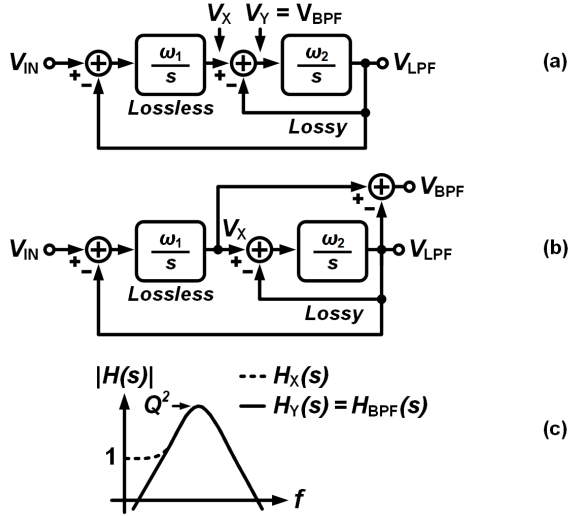 V_X V_Y = V_BPF
V_IN + − ω₁/s + − ω₂/s V_LPF (a)
Lossless
Lossy
V_BPF
+ −
V_IN + − ω₁/s V_X + − ω₂/s V_LPF (b)
Lossless
Lossy
|H(s)|
H_X(s)
Q² H_Y(s) = H_BPF(s)
(c)
1
f